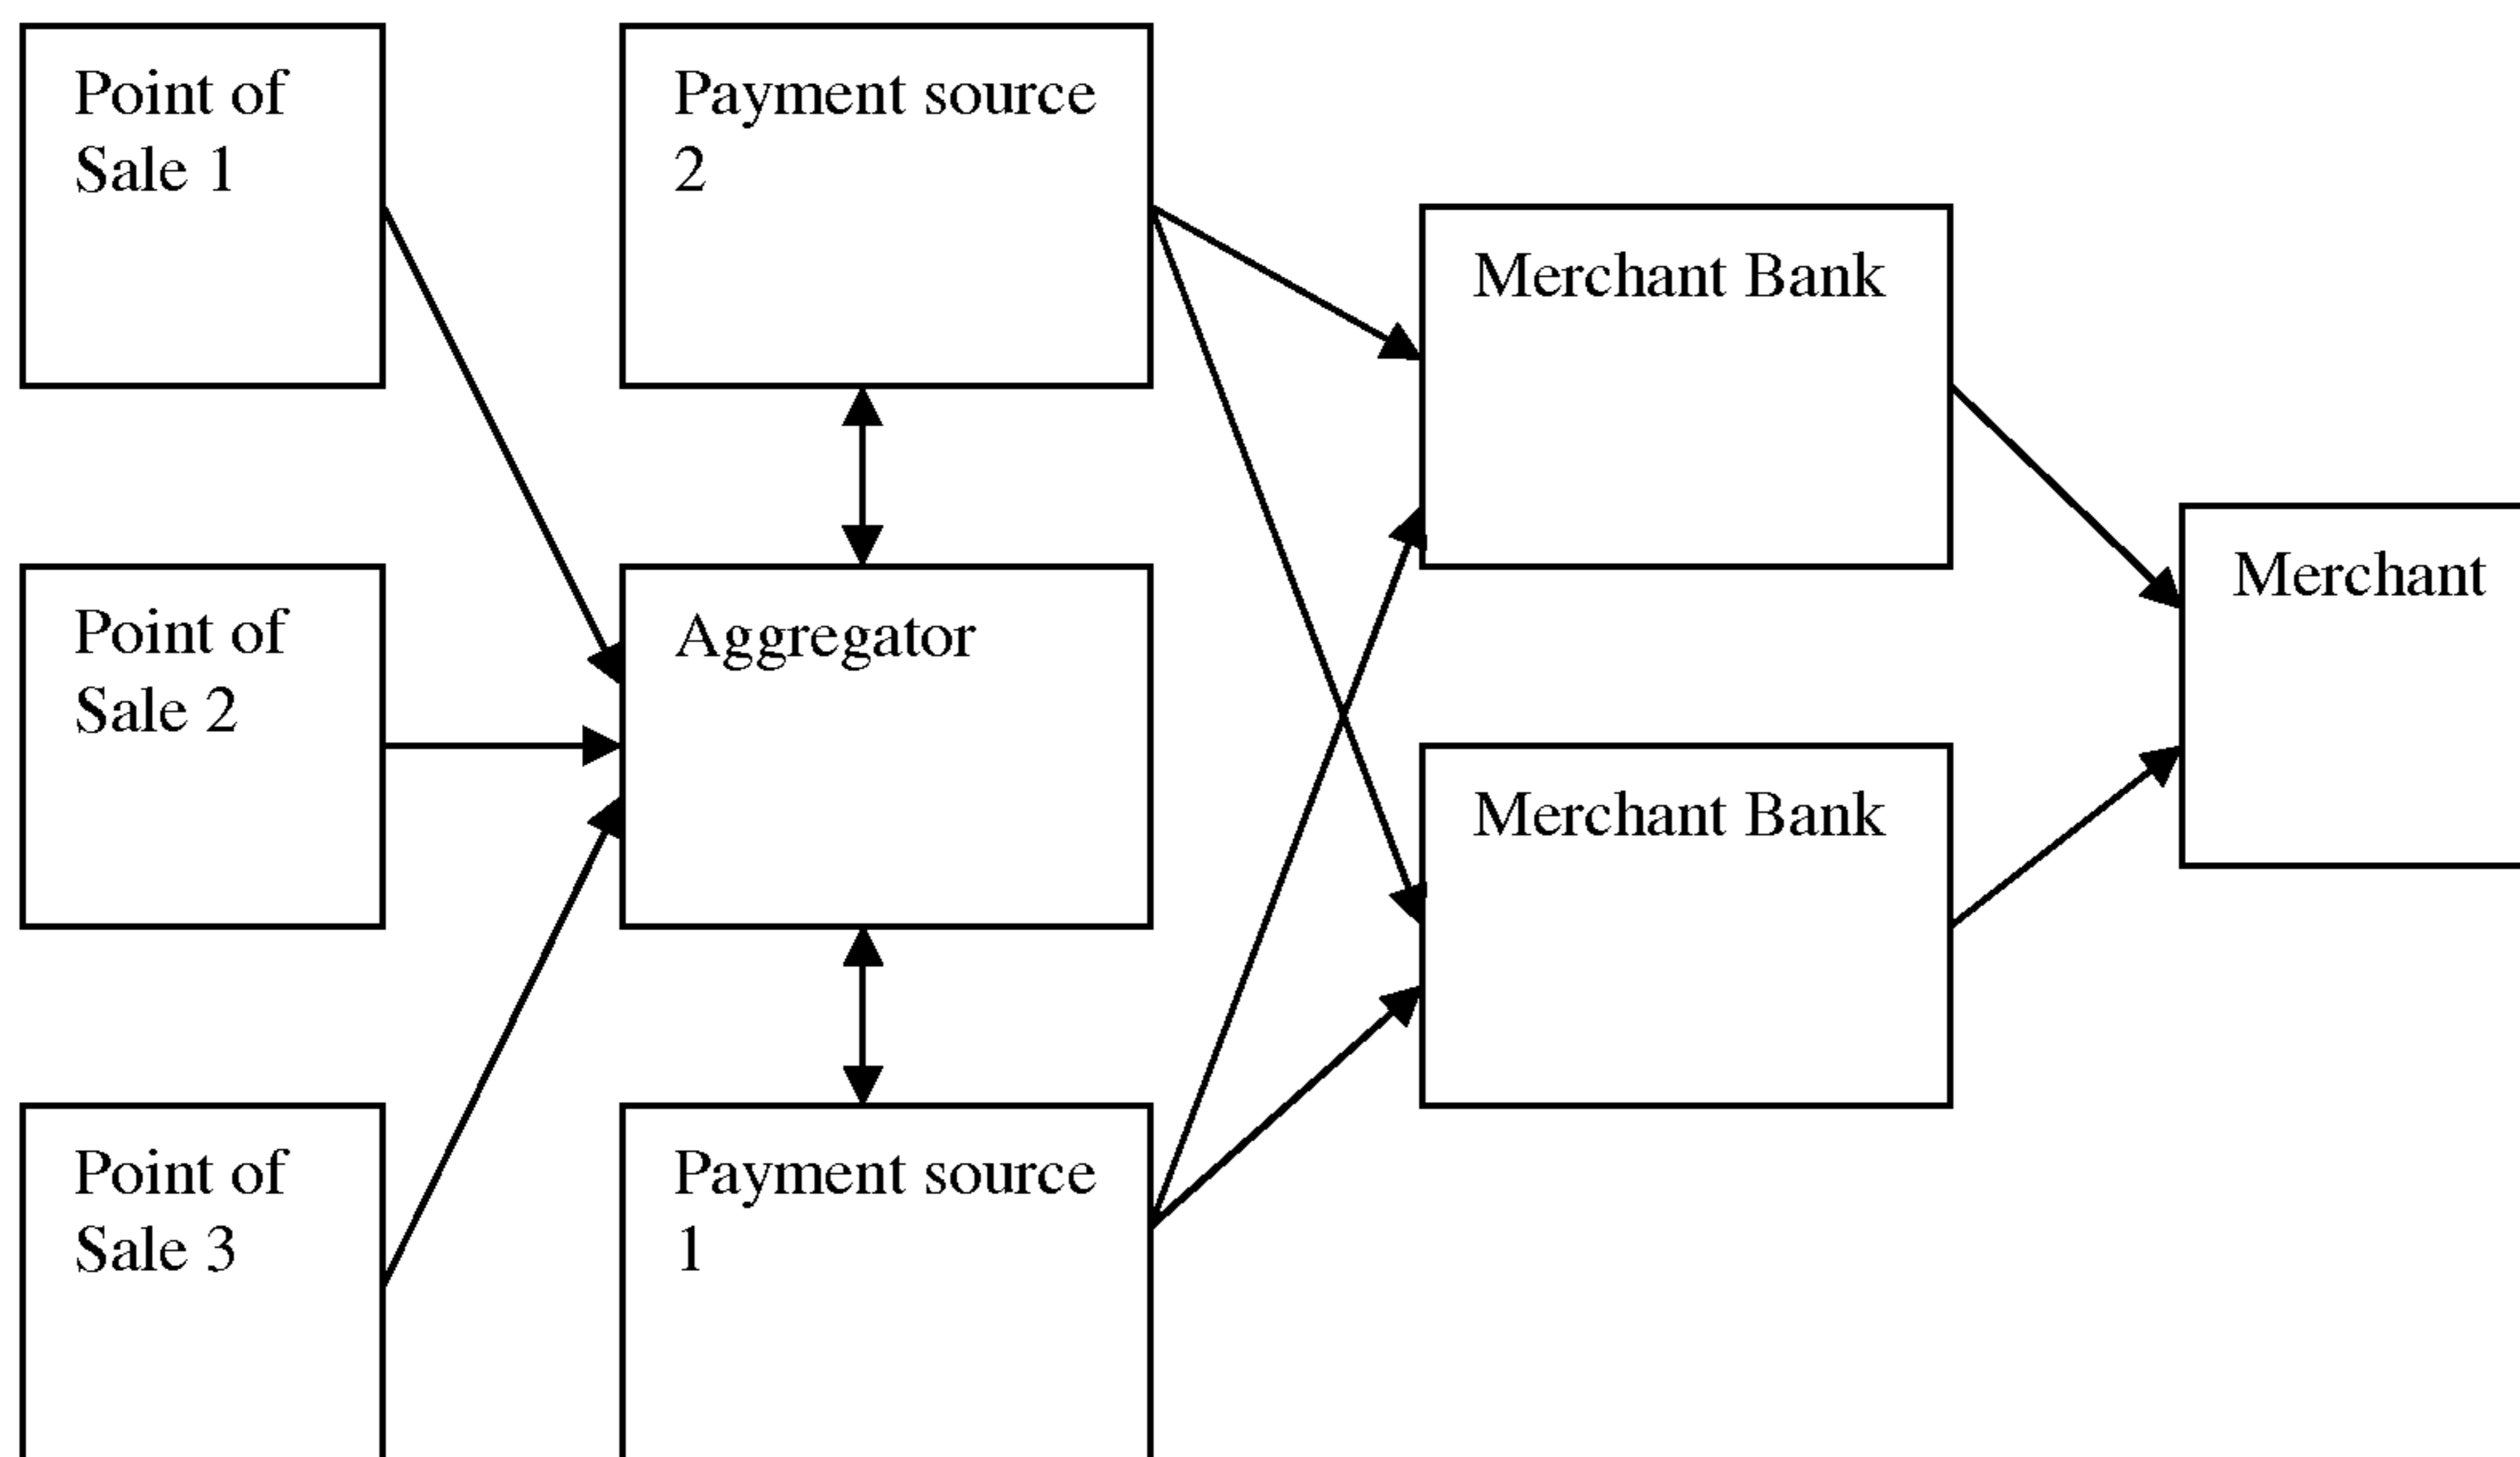 Point of
Sale 1
Payment source
2
Merchant Bank
Merchant
Point of
Sale 2
Aggregator
Merchant Bank
Point of
Sale 3
Payment source
1